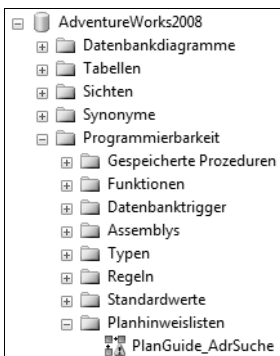 AdventureWorks2008
Datenbankdiagramme
Tabellen
Sichten
Synonyme
Programmierbarkeit
Gespeicherte Prozeduren
Funktionen
Datenbanktrigger
Assemblys
Typen
Regeln
Standardwerte
Planhinweislisten
PlanGuide_AdrSuche